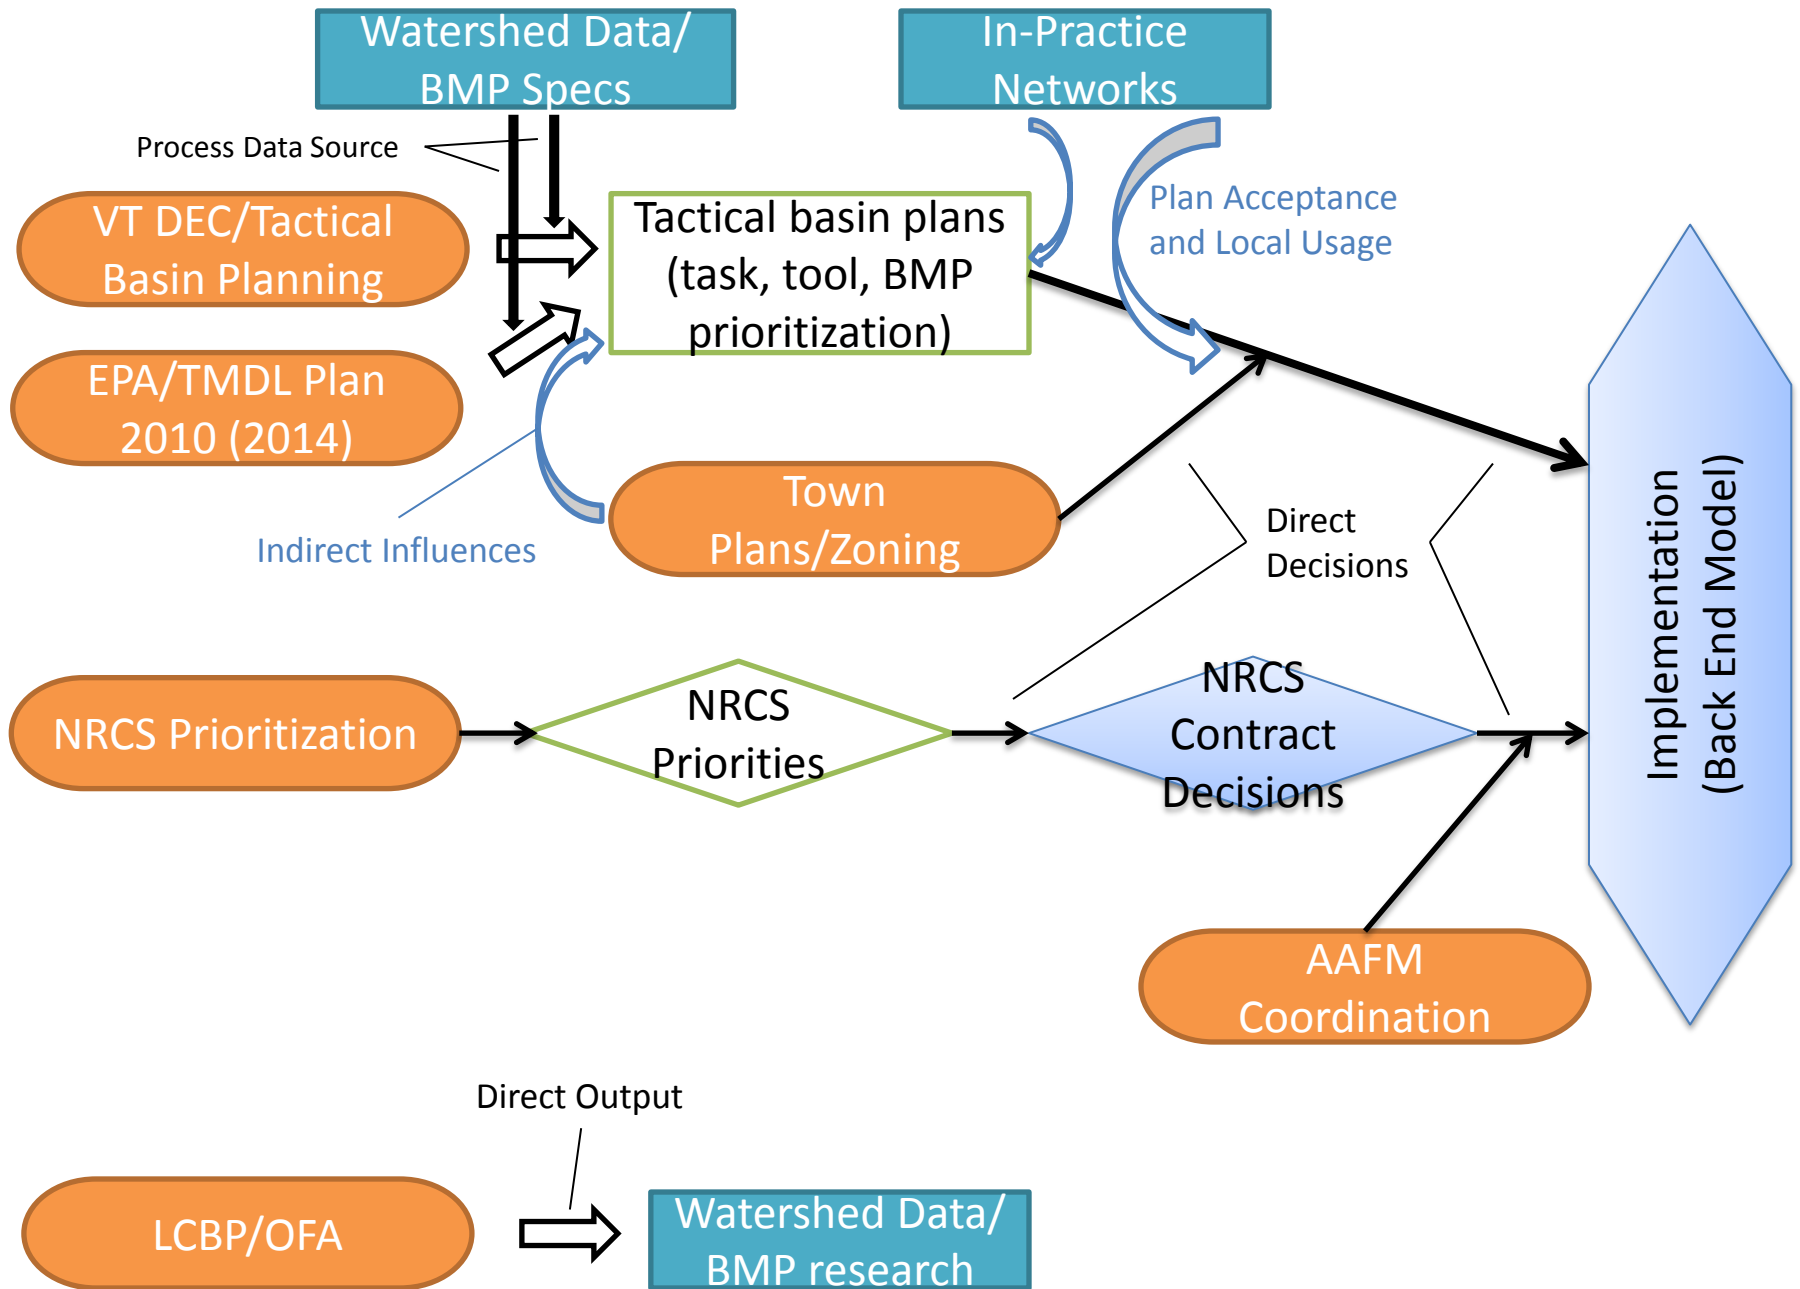 Watershed Data/
BMP Specs
In-Practice
Networks
Process Data Source
VT DEC/Tactical
Basin Planning
Tactical basin plans
(task, tool, BMP
prioritization)
Plan Acceptance
and Local Usage
EPA/TMDL Plan
2010 (2014)
Indirect Influences
Town
Plans/Zoning
Direct
Decisions
Implementation
(Back End Model)
NRCS Prioritization
NRCS
Priorities
NRCS
Contract
Decisions
AAFM
Coordination
Direct Output
LCBP/OFA
Watershed Data/
BMP research